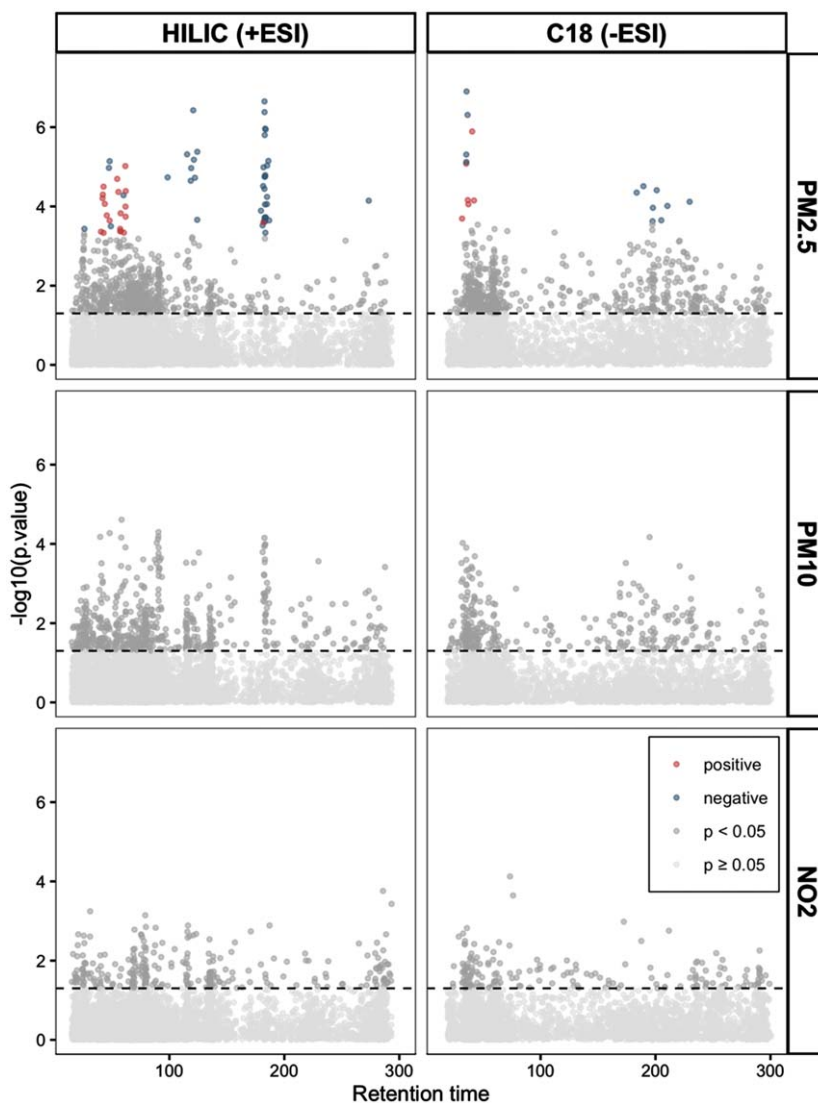 HILIC (+ESI)
C18 (-ESI)
6
4
2
0
PM2.5
-log10(p.value)
6
4
2
0
PM10
6
4
2
0
positive
negative
p < 0.05
p ≥ 0.05
NO2
100
200
300
100
200
300
Retention time